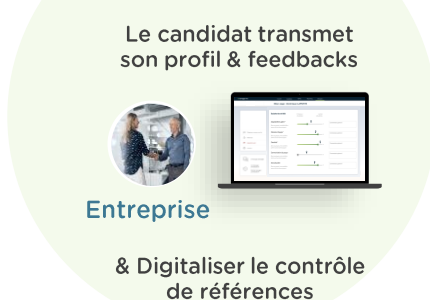 Le candidat transmet
son profil & feedbacks
Entreprise
& Digitaliser le contrôle
de références